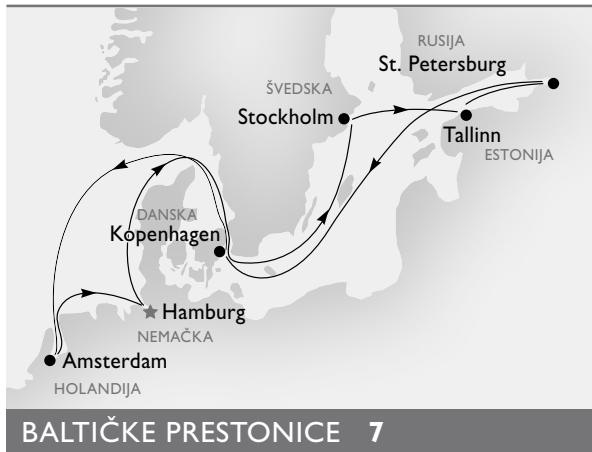 RUSIJA
St. Petersburg
ŠVEDSKA
Stockholm
Tallinn
ESTONIJA
DANSKA
Kopenhagen
Hamburg
NEMAČKA
Amsterdam
HOLANDIJA
BALTIČKE PRESTONICE 7